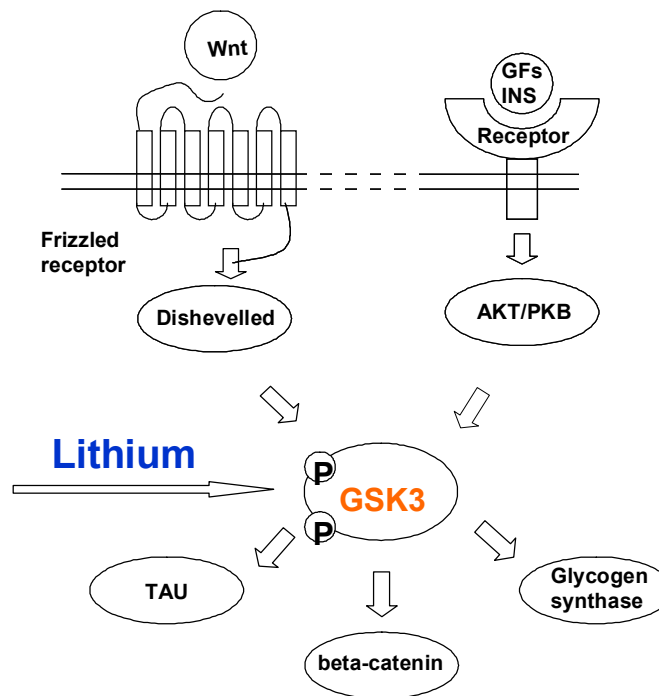 Wnt
GFs
INS
Receptor
Frizzled
receptor
Dishevelled
AKT/PKB
Lithium
P
GSK3
P
TAU
Glycogen
synthase
beta-catenin